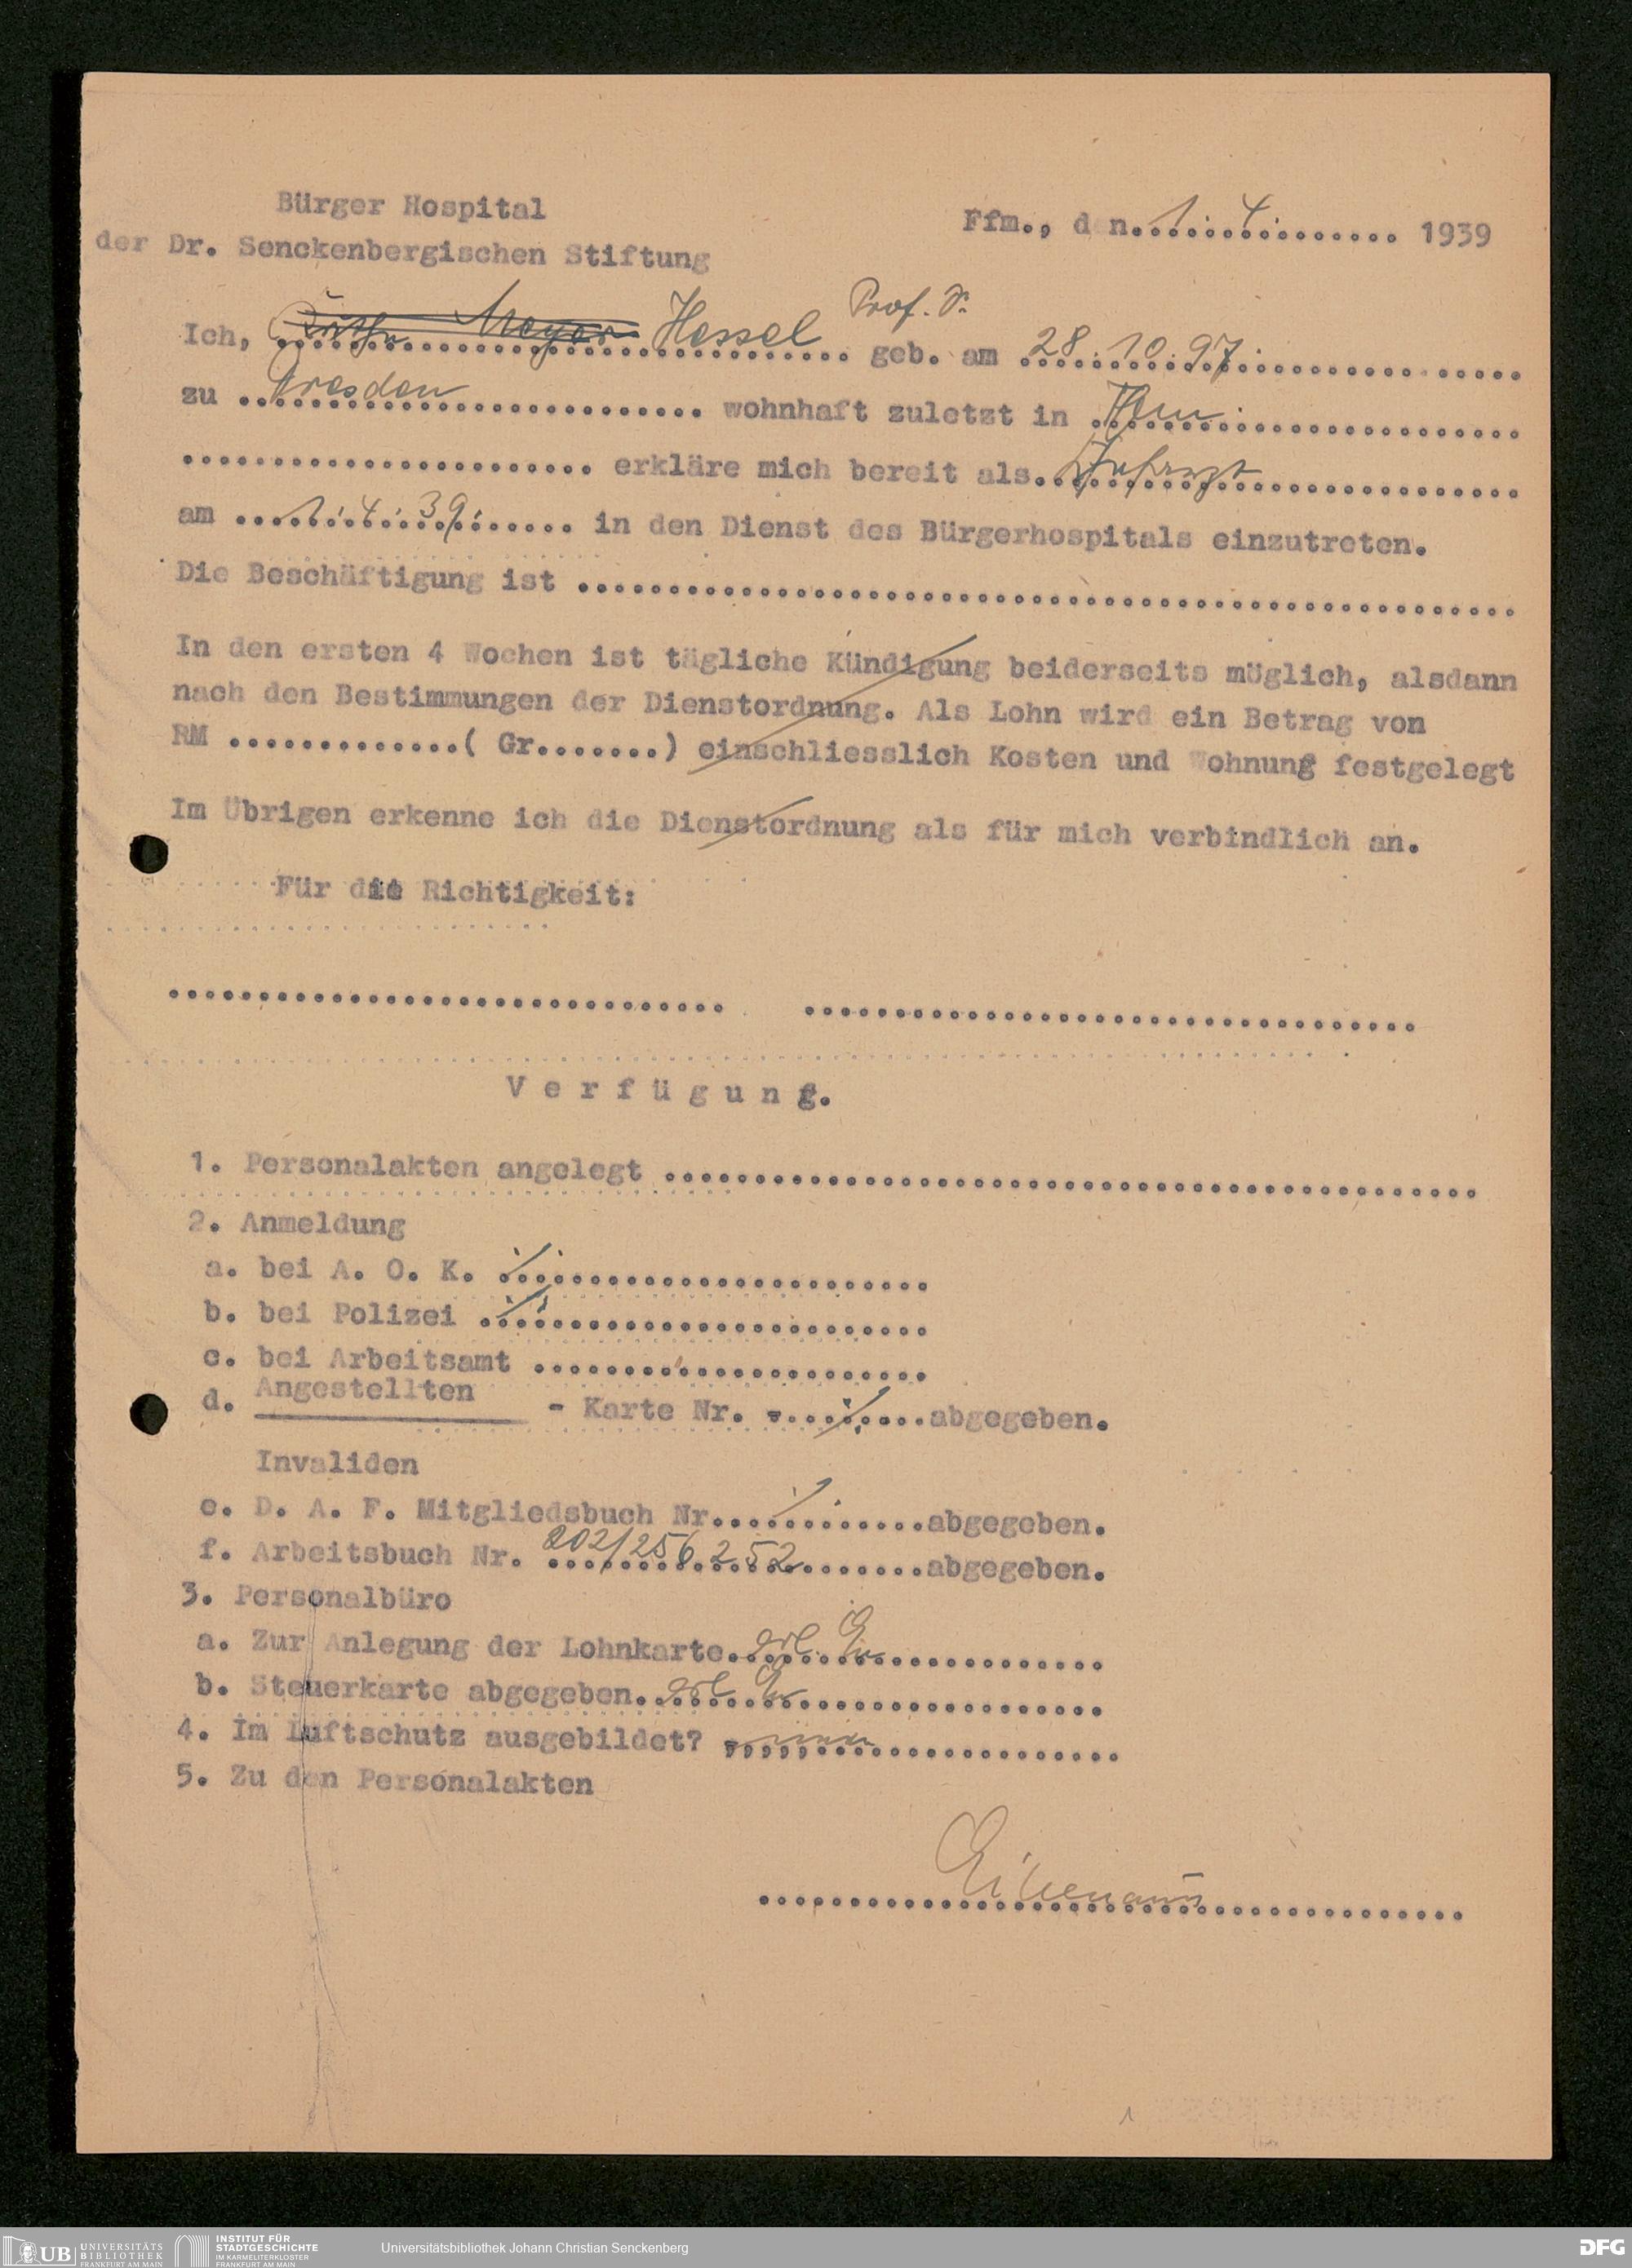 Bürger Hospital
der Dr. Senckenbergischen Stiftung
Ffm., den. 1. 4. 1939
Prof. Dr.
Ich, Ruth Meyer Hessel geb. am 28. 10. 97.
zu Dresden wohnhaft zuletzt in Ffm.
erkläre mich bereit als.
am 1. 4. 39. in den Dienst des Bürgerhospitals einzutreten.
Die Beschäftigung ist
In den ersten 4 Wochen ist tägliche Kündigung beiderseits möglich, alsdann
nach den Bestimmungen der Dienstordnung. Als Lohn wird ein Betrag von
RM .............( Gr.......) einschliesslich Kosten und Wohnung festgelegt
Im Übrigen erkenne ich die Dienstordnung als für mich verbindlich an.
Für die Richtigkeit:
V e r f ü g u n g.
1. Personalakten angelegt
2. Anmeldung
a. bei A. O. K. ./.
b. bei Polizei ./.
c. bei Arbeitsamt
d. Angestellten - Karte Nr. ./. abgegeben.
Invaliden
e. D. A. F. Mitgliedsbuch Nr. ./. abgegeben.
f. Arbeitsbuch Nr. 202/256 252 abgegeben.
3. Personalbüro
a. Zur Anlegung der Lohnkarte. erl.
b. Steuerkarte abgegeben. erl.
4. Im Luftschutz ausgebildet? nein
5. Zu den Personalakten
UB UNIVERSITÄTS
BIBLIOTHEK
FRANKFURT AM MAIN
INSTITUT FÜR
STADTGESCHICHTE
IM KARMELITERKLOSTER
FRANKFURT AM MAIN
Universitätsbibliothek Johann Christian Senckenberg
DFG